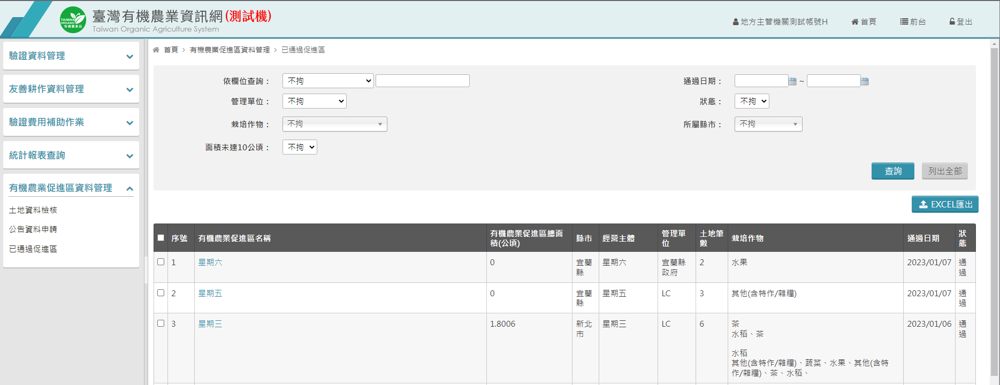 臺灣有機農業資訊網(測試機)
Taiwan Organic Agriculture System
TAIWAN
ORGANIC
有機農產品
地方主管機關測試帳號H 首頁 前台 登出
驗證資料管理
友善耕作資料管理
驗證費用補助作業
統計報表查詢
有機農業促進區資料管理
土地資料檢核
公告資料申請
已通過促進區
首頁 > 有機農業促進區資料管理 > 已通過促進區
依欄位查詢： 不拘 通過日期： ~
管理單位： 不拘 狀態： 不拘
栽培作物： 不拘 所屬縣市： 不拘
面積未達10公頃： 不拘
查詢 列出全部
EXCEL匯出
序號 有機農業促進區名稱 有機農業促進區總面積(公頃) 縣市 經營主體 管理單位 土地筆數 栽培作物 通過日期 狀態
1 星期六 0 宜蘭縣 星期六 宜蘭縣政府 2 水果 2023/01/07 通過
2 星期五 0 宜蘭縣 星期五 LC 3 其他(含特作/雜糧) 2023/01/07 通過
3 星期三 1.8006 新北市 星期三 LC 6 茶 2023/01/06 通過
水稻、茶
水稻
其他(含特作/雜糧)、蔬菜、水果、其他(含特
作/雜糧)、茶、水稻、